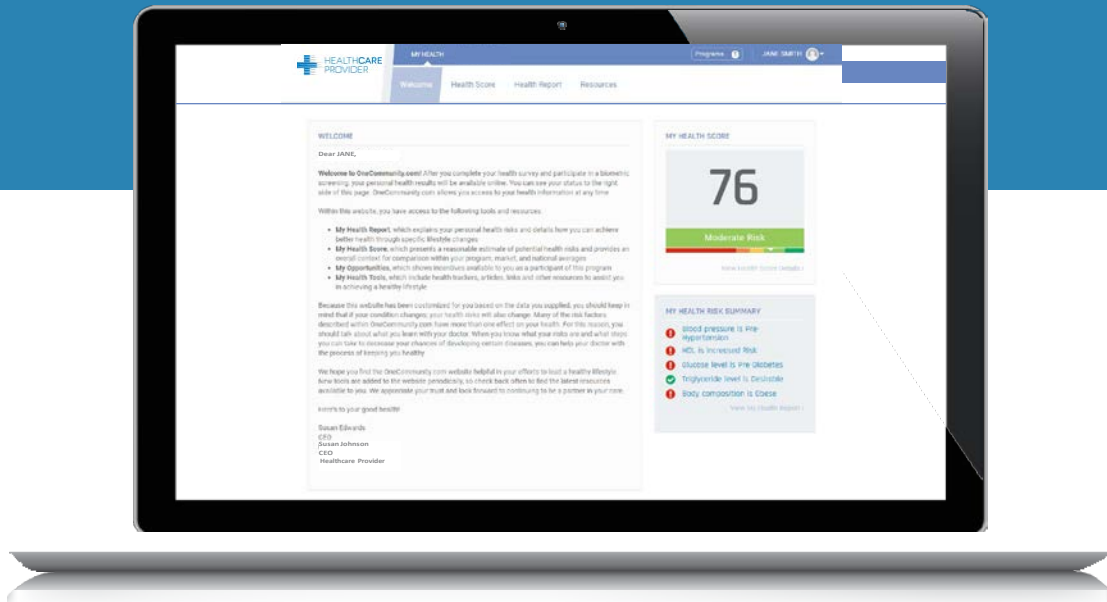 HEALTHCARE
PROVIDER
MY HEALTH
Programs
JANE SMITH
Welcome
Health Score
Health Report
Resources
WELCOME
Dear JANE,
Welcome to OneCommunity.com! After you complete your health survey and participate in a biometric
screening, your personal health results will be available online. You can see your status to the right
side of this page. OneCommunity.com allows you access to your health information at any time.
Within this website, you have access to the following tools and resources:
• My Health Report, which explains your personal health risks and details how you can achieve
better health through specific lifestyle changes
• My Health Score, which presents a reasonable estimate of potential health risks and provides an
overall context for comparison within your program, market, and national averages
• My Opportunities, which shows incentives available to you as a participant of this program
• My Health Tools, which include health trackers, articles, links and other resources to assist you
in achieving a healthy lifestyle
Because this website has been customized for you based on the data you supplied, you should keep in
mind that if your condition changes, your health risks will also change. Many of the risk factors
described within OneCommunity.com have more than one effect on your health. For this reason, you
should talk about what you learn with your doctor. When you know what your risks are and what steps
you can take to decrease your chances of developing certain diseases, you can help your doctor with
the process of keeping you healthy.
We hope you find the OneCommunity.com website helpful in your efforts to lead a healthy lifestyle.
New tools are added to the website periodically, so check back often to find the latest resources
available to you. We appreciate your trust and look forward to continuing to be a partner in your care.
Here's to your good health!
Susan Edwards
CEO
Susan Johnson
CEO
Healthcare Provider
MY HEALTH SCORE
76
Moderate Risk
View Health Score Details ›
MY HEALTH RISK SUMMARY
Blood pressure is Pre-
Hypertension
HDL is Increased Risk
Glucose level is Pre Diabetes
Triglyceride level is Desirable
Body composition is Obese
View My Health Report ›